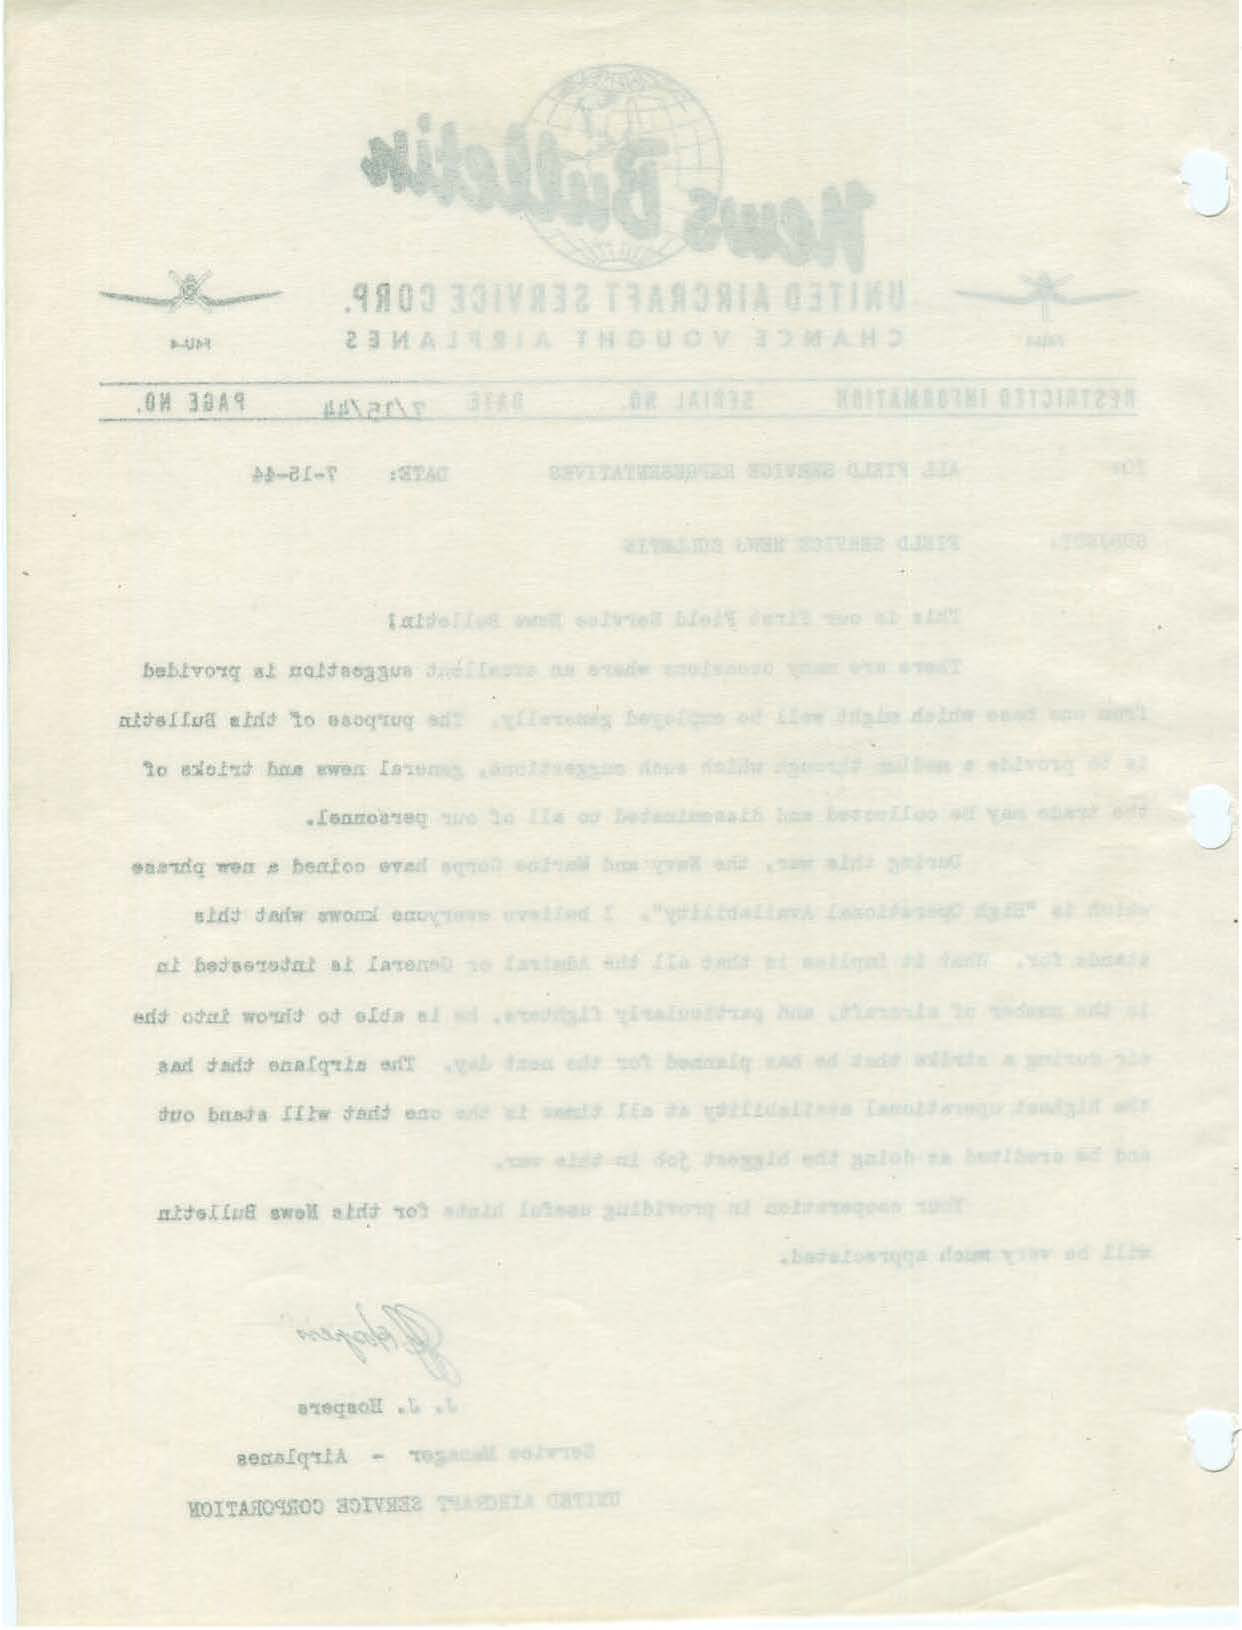 News Bulletin
UNITED AIRCRAFT SERVICE CORP.
CHANCE VOUGHT AIRPLANES
F4U-4
RESTRICTED INFORMATION SERIAL NO. DATE 7/15/44 PAGE NO.
TO: ALL FIELD SERVICE REPRESENTATIVES DATE: 7-15-44
SUBJECT: FIELD SERVICE NEWS BULLETIN
This is our first Field Service News Bulletin!
There are many occasions where an excellent suggestion is provided
from one base which might well be employed generally. The purpose of this Bulletin
is to provide a medium through which such suggestions, general news and tricks of
the trade may be collected and disseminated to all of our personnel.
During this war, the Navy and Marine Corps have coined a new phrase
which is "High Operational Availability". I believe everyone knows what this
stands for. What it implies is that all the Admiral or General is interested in
is the number of aircraft, and particularly fighters, he is able to throw into the
air during a strike that he has planned for the next day. The airplane that has
the highest operational availability at all times is the one that will stand out
and be credited as doing the biggest job in this war.
Your cooperation in providing useful hints for this News Bulletin
will be very much appreciated.
JJHospers
J. J. Hospers
Service Manager - Airplanes
UNITED AIRCRAFT SERVICE CORPORATION